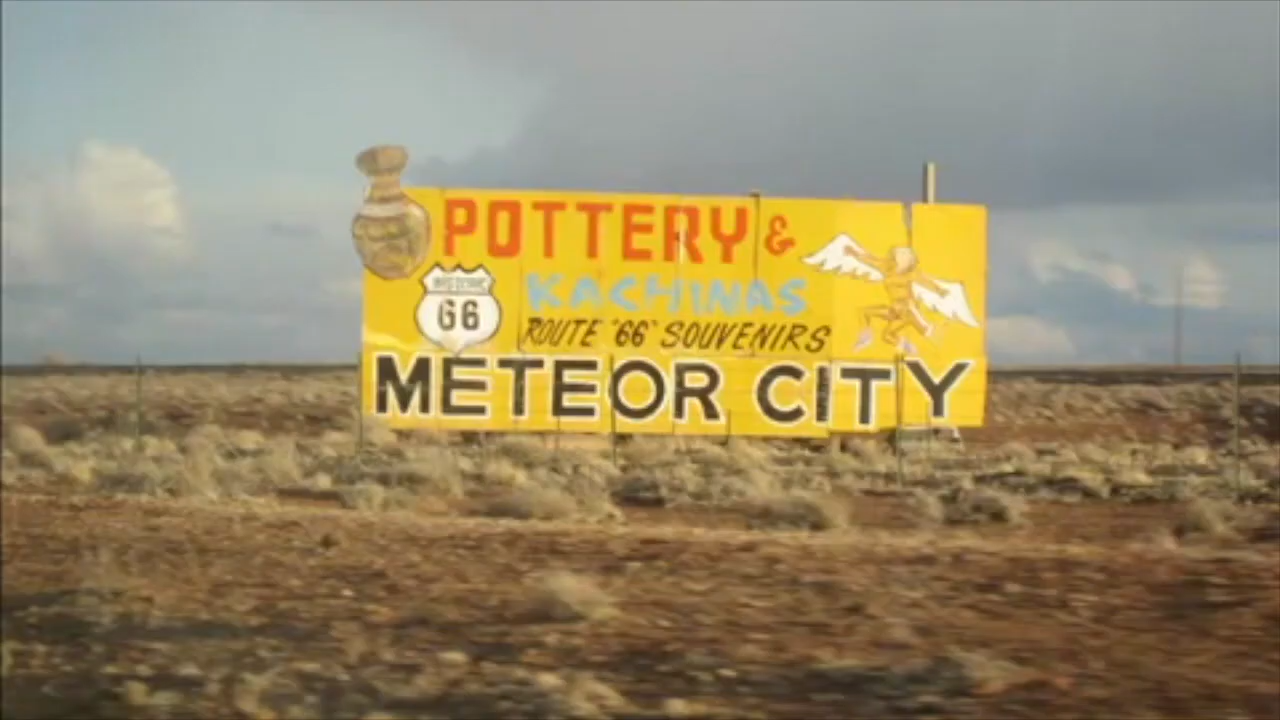 POTTERY &
KACHINAS
HISTORIC
66
ROUTE "66" SOUVENIRS
METEOR CITY